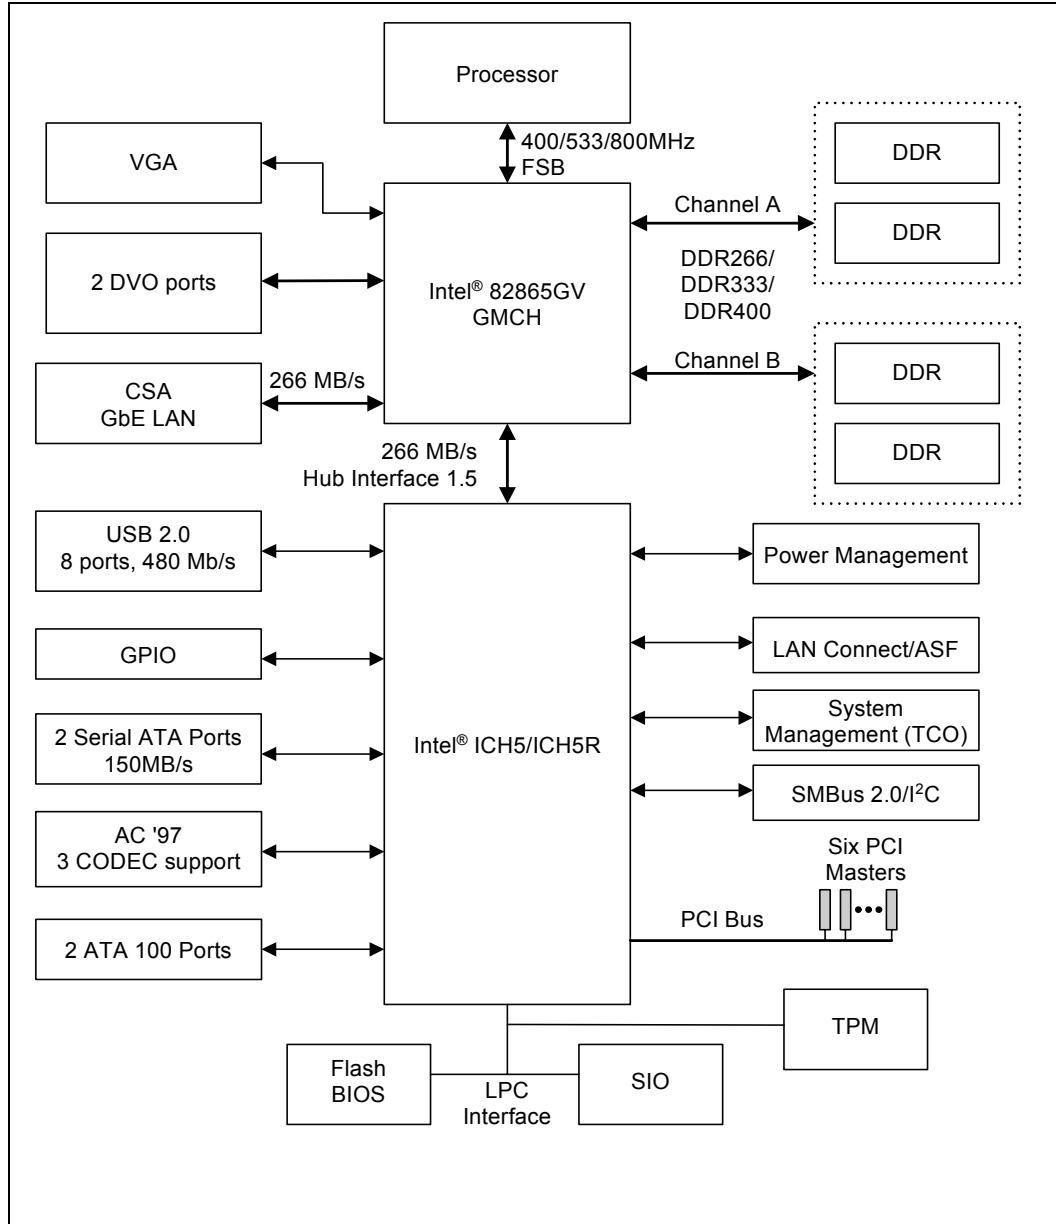 Processor
400/533/800MHz
FSB
VGA
DDR
Channel A
DDR
2 DVO ports
DDR266/
DDR333/
DDR400
Intel® 82865GV
GMCH
Channel B
DDR
266 MB/s
CSA
GbE LAN
DDR
266 MB/s
Hub Interface 1.5
USB 2.0
8 ports, 480 Mb/s
Power Management
GPIO
LAN Connect/ASF
2 Serial ATA Ports
150MB/s
Intel® ICH5/ICH5R
System
Management (TCO)
SMBus 2.0/I²C
AC '97
3 CODEC support
Six PCI
Masters
PCI Bus
2 ATA 100 Ports
TPM
Flash
BIOS
LPC
Interface
SIO